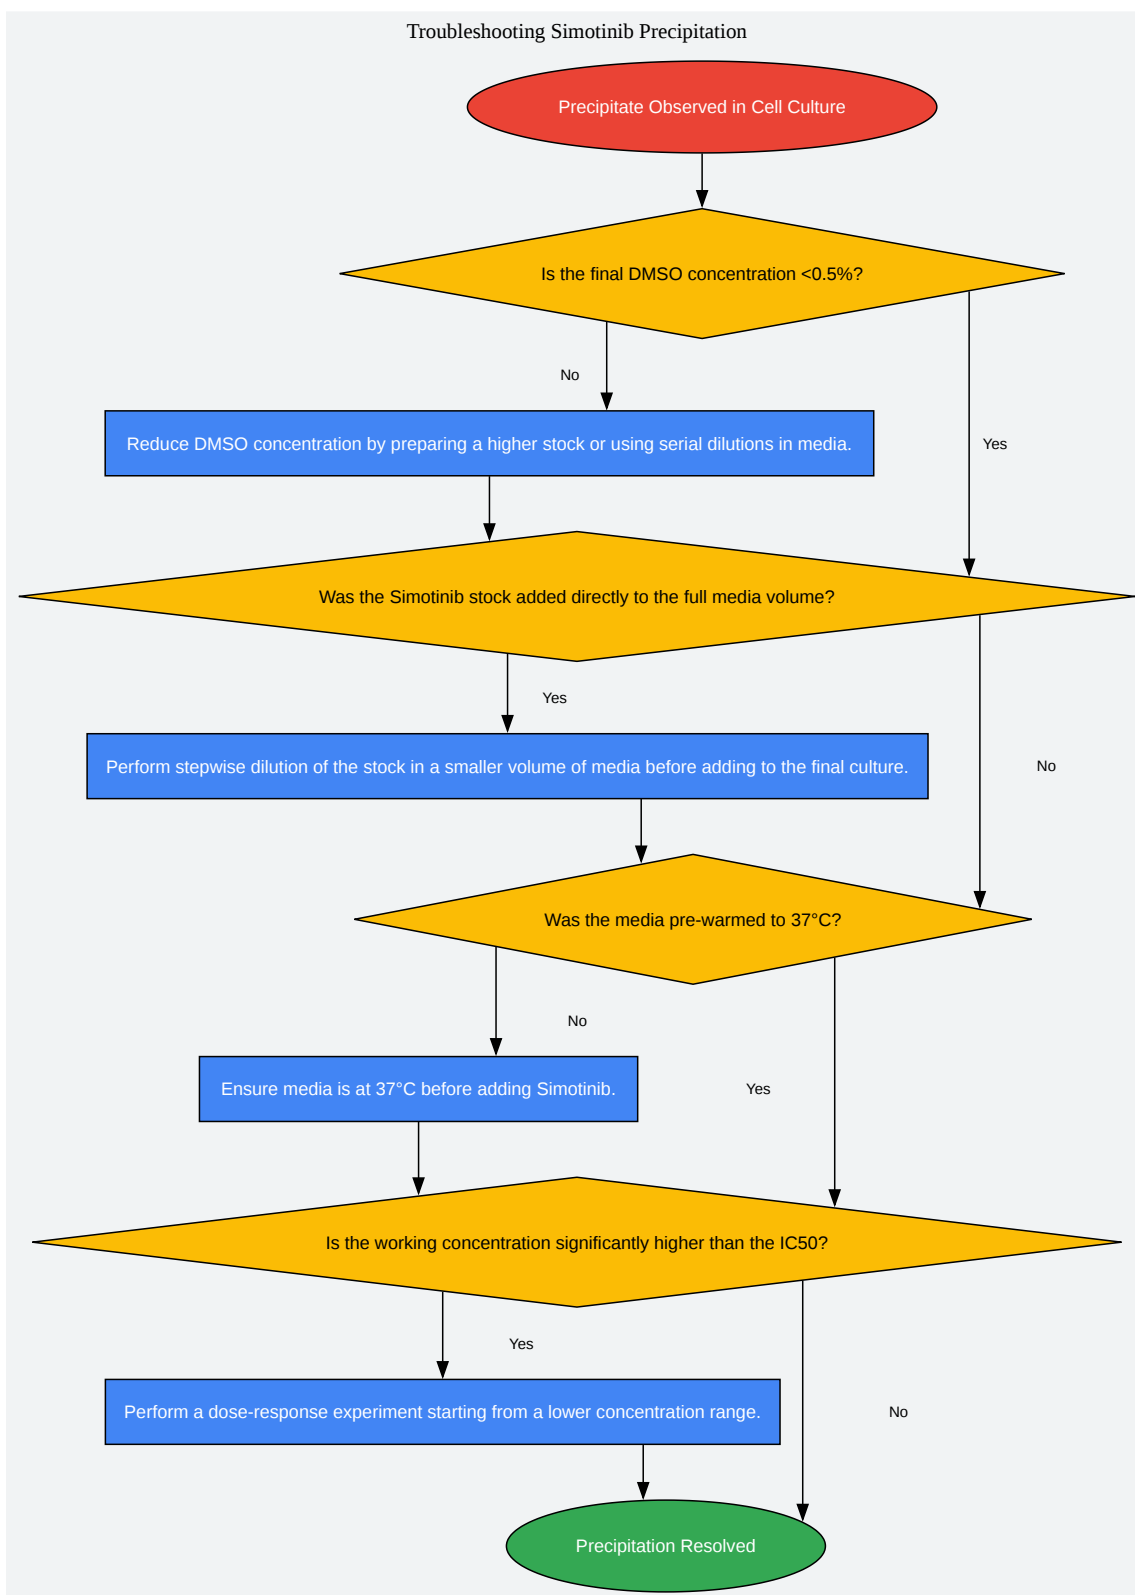 Troubleshooting Simotinib Precipitation
Precipitate Observed in Cell Culture
Is the final DMSO concentration <0.5%?
No
Reduce DMSO concentration by preparing a higher stock or using serial dilutions in media.
Yes
Was the Simotinib stock added directly to the full media volume?
Yes
Perform stepwise dilution of the stock in a smaller volume of media before adding to the final culture.
No
Was the media pre-warmed to 37°C?
No
Ensure media is at 37°C before adding Simotinib.
Yes
Is the working concentration significantly higher than the IC50?
Yes
Perform a dose-response experiment starting from a lower concentration range.
No
Precipitation Resolved